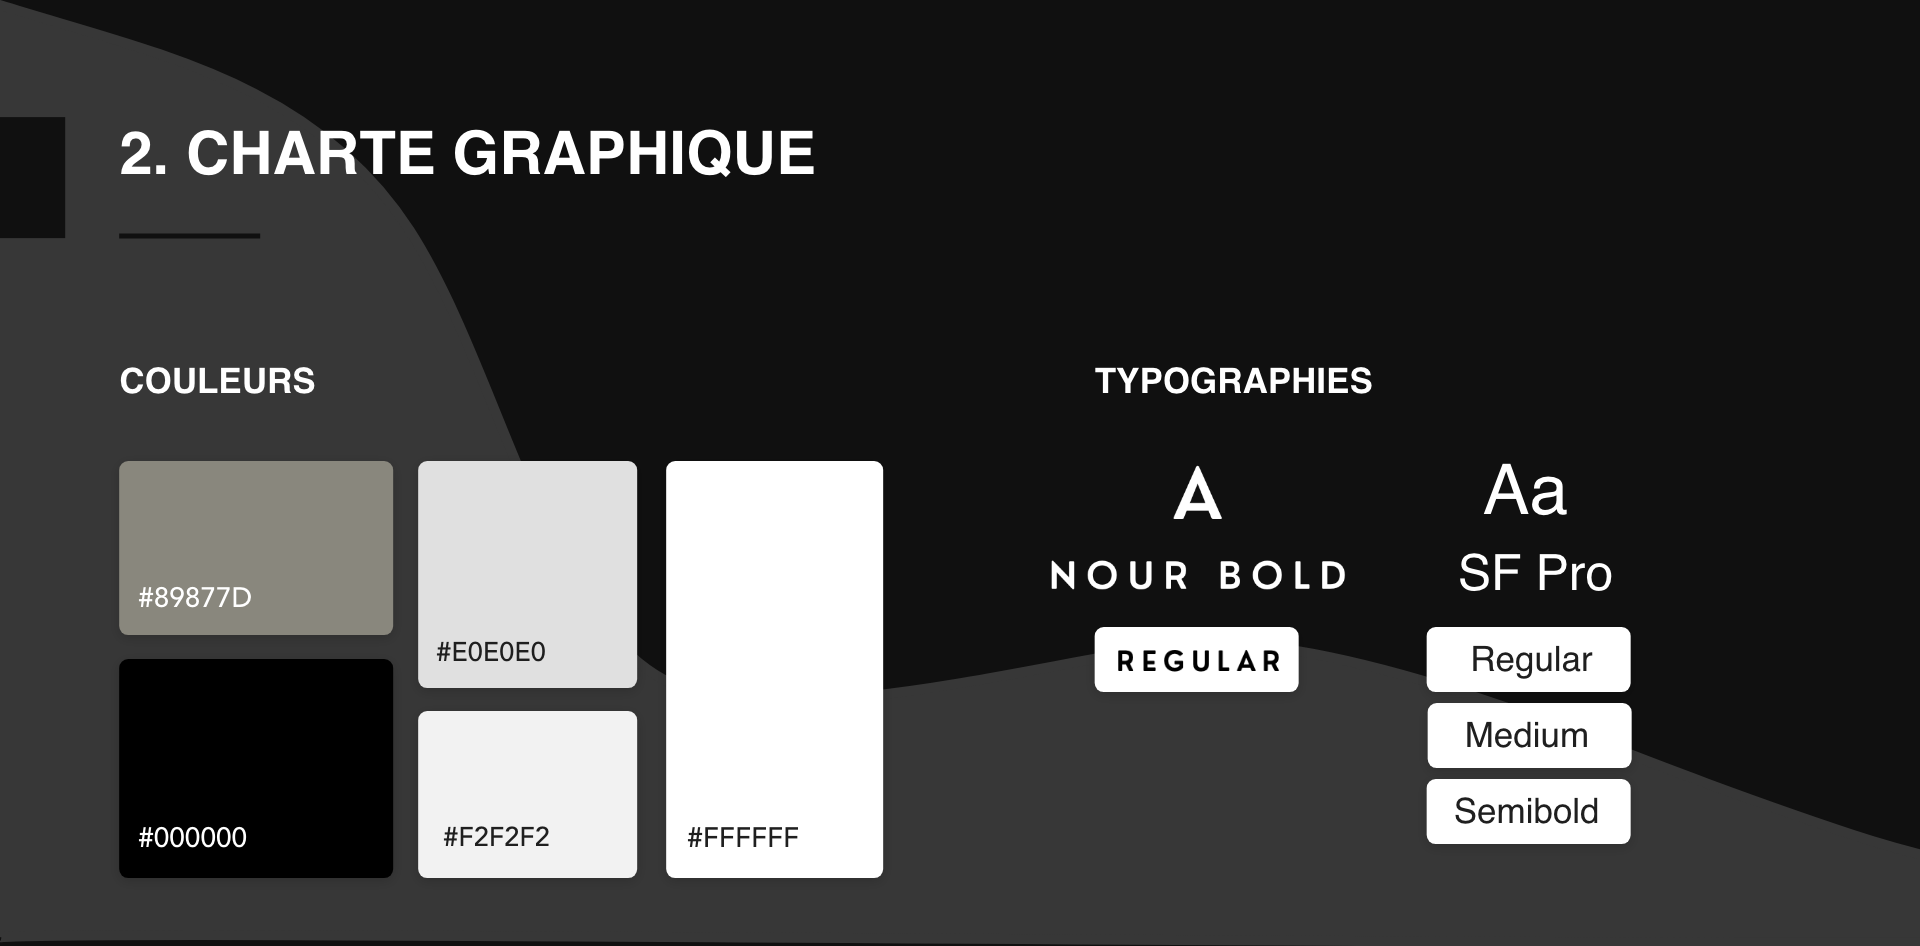 2. CHARTE GRAPHIQUE
COULEURS
#89877D
#000000
#E0E0E0
#F2F2F2
#FFFFFF
TYPOGRAPHIES
A
NOUR BOLD
REGULAR
Aa
SF Pro
Regular
Medium
Semibold